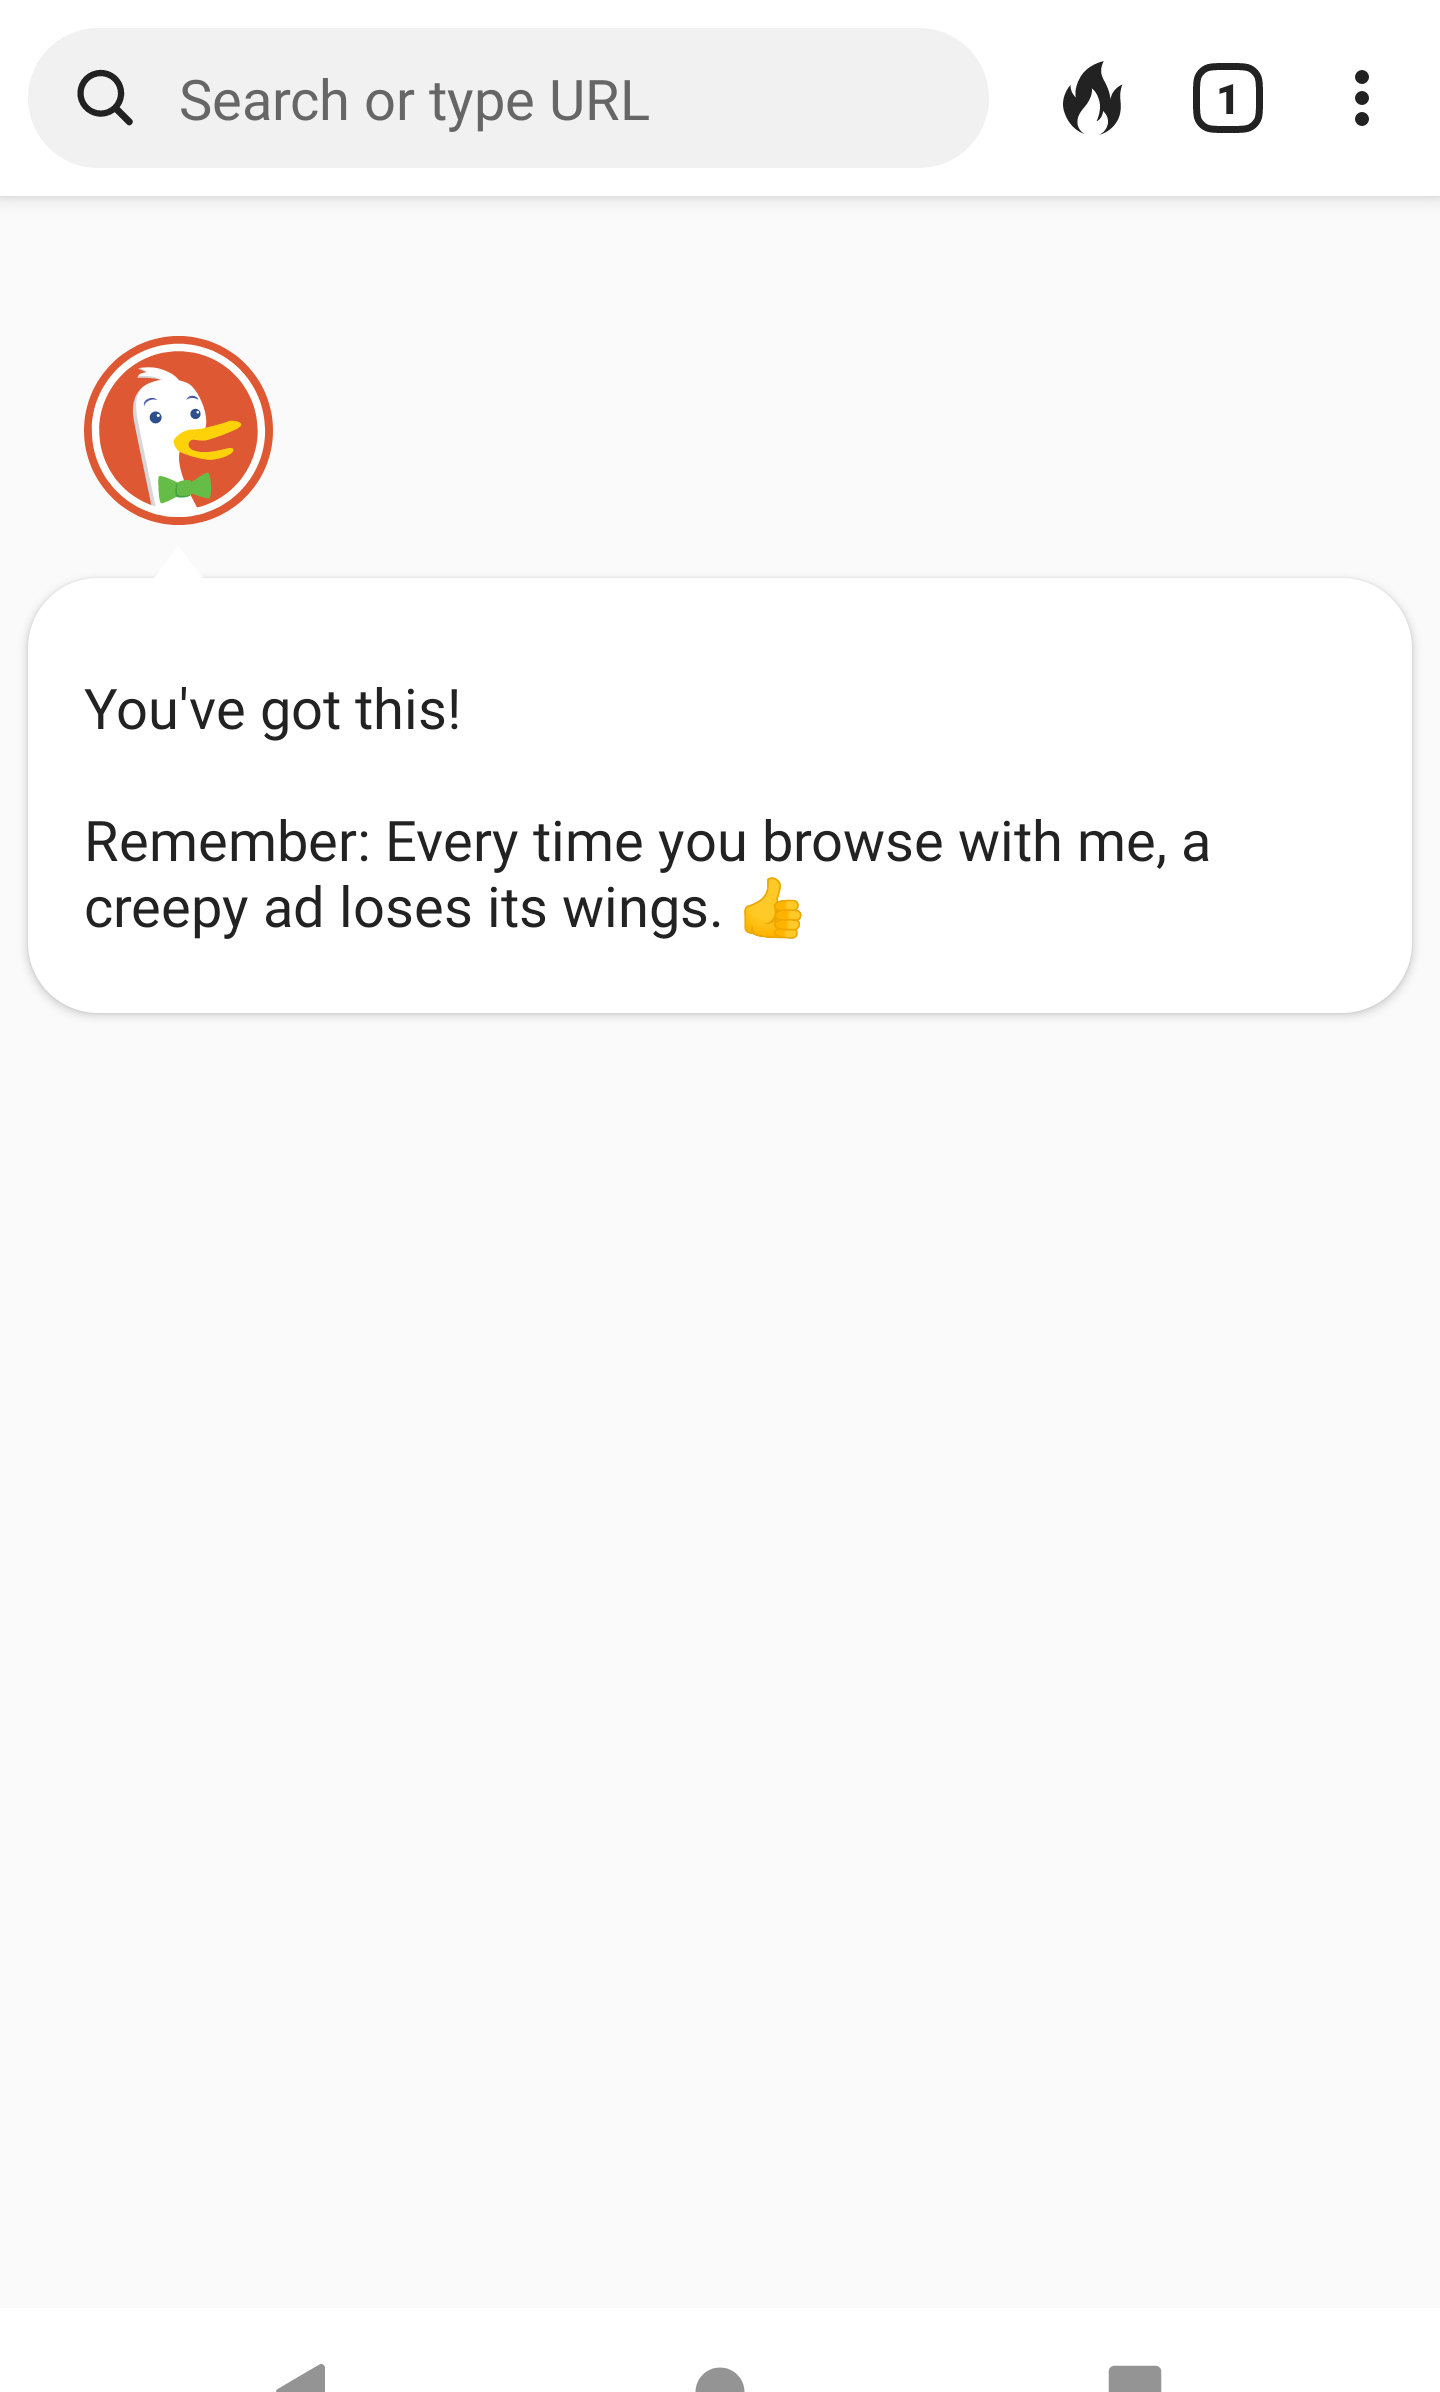 Search or type URL
1
You've got this!
Remember: Every time you browse with me, a
creepy ad loses its wings. 👍